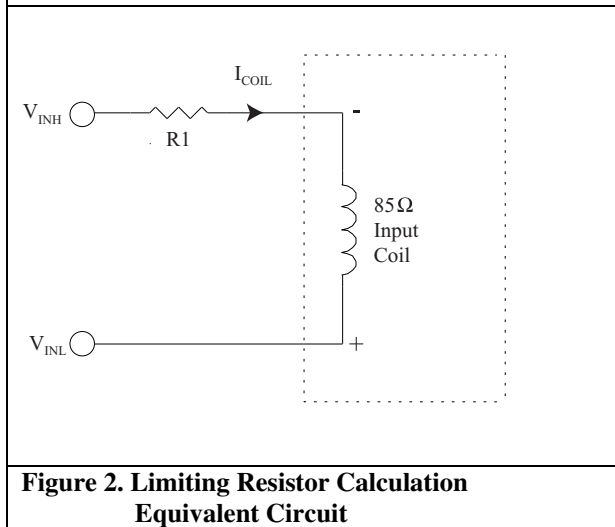 I_COIL
V_INH
-
R1
85Ω
Input
Coil
V_INL
+
Figure 2. Limiting Resistor Calculation
Equivalent Circuit